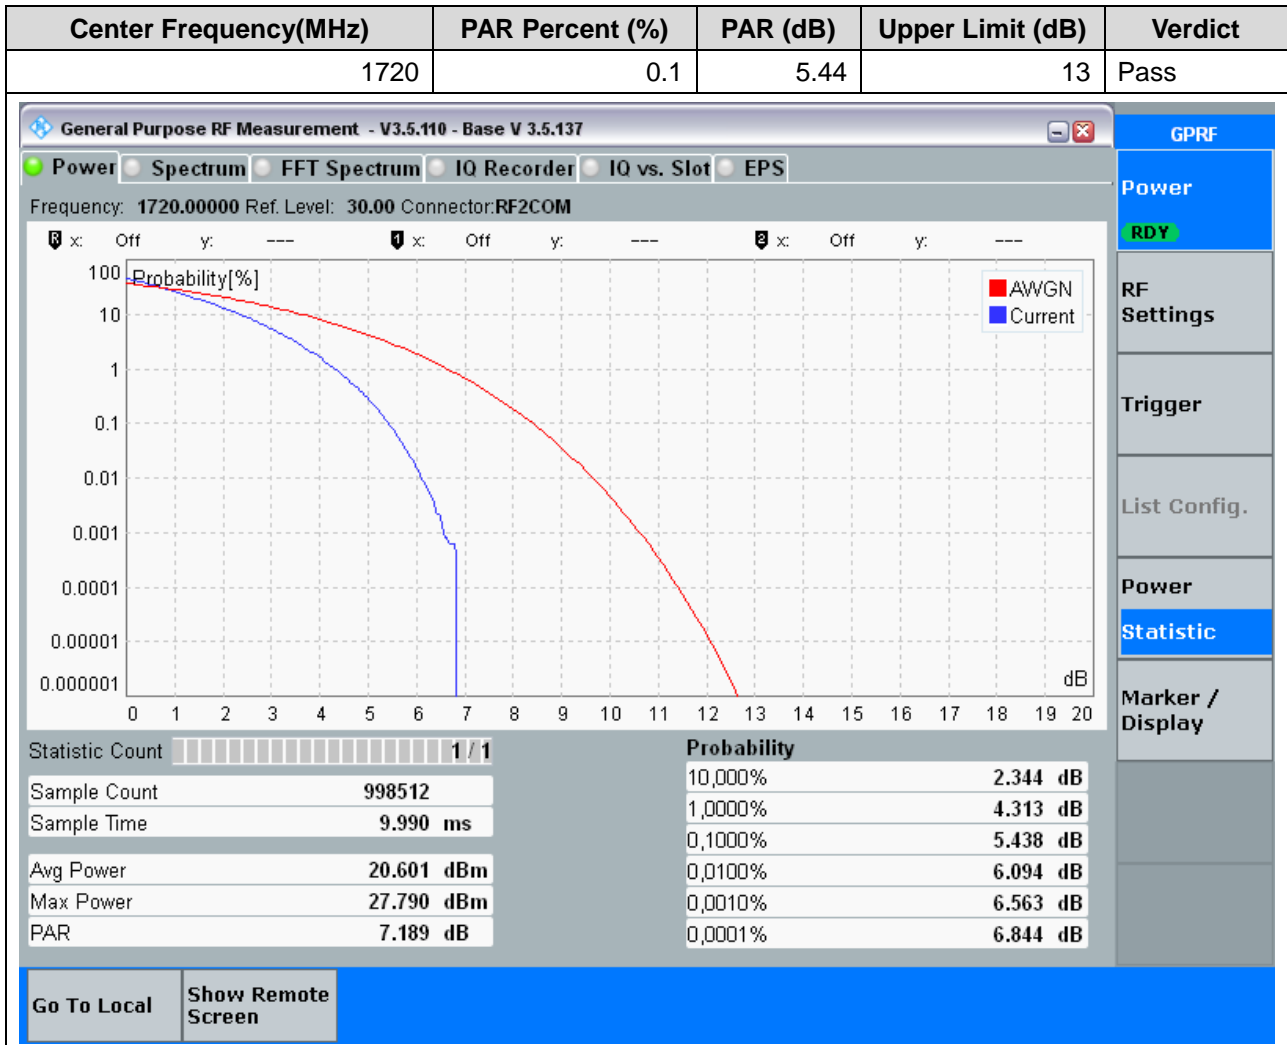 Center Frequency(MHz) PAR Percent (%) PAR (dB) Upper Limit (dB) Verdict
1720 0.1 5.44 13 Pass
General Purpose RF Measurement - V3.5.110 - Base V 3.5.137
GPRF
Power Spectrum FFT Spectrum IQ Recorder IQ vs. Slot EPS
Power
RDY
Frequency: 1720.00000 Ref. Level: 30.00 Connector:RF2COM
R x: Off y: --- 1 x: Off y: --- 2 x: Off y: ---
Probability[%]
AWGN
Current
100
10
1
0.1
0.01
0.001
0.0001
0.00001
0.000001
dB
0 1 2 3 4 5 6 7 8 9 10 11 12 13 14 15 16 17 18 19 20
RF
Settings
Trigger
List Config.
Power
Statistic
Marker /
Display
Statistic Count 1 / 1
Sample Count 998512
Sample Time 9.990 ms
Avg Power 20.601 dBm
Max Power 27.790 dBm
PAR 7.189 dB
Probability
10,000% 2.344 dB
1,0000% 4.313 dB
0,1000% 5.438 dB
0,0100% 6.094 dB
0,0010% 6.563 dB
0,0001% 6.844 dB
Go To Local
Show Remote
Screen